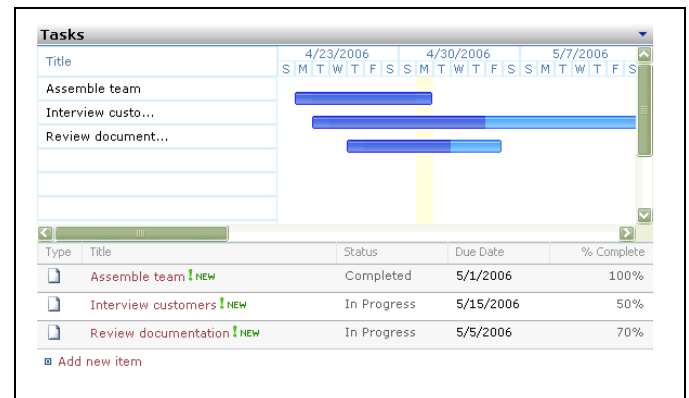 Tasks
Title
4/23/2006 4/30/2006 5/7/2006
S M T W T F S S M T W T F S S M T W T F S
Assemble team
Interview custo...
Review document...
Type Title Status Due Date % Complete
Assemble team ! NEW Completed 5/1/2006 100%
Interview customers ! NEW In Progress 5/15/2006 50%
Review documentation ! NEW In Progress 5/5/2006 70%
Add new item